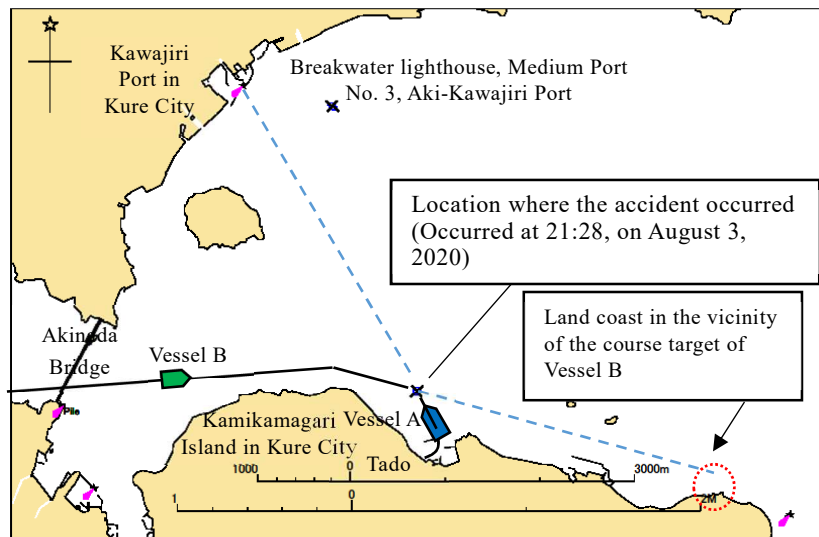 Kawajiri
Port in
Kure City
Breakwater lighthouse, Medium Port
No. 3, Aki-Kawajiri Port
Location where the accident occurred
(Occurred at 21:28, on August 3,
2020)
Land coast in the vicinity
of the course target of
Vessel B
Akinada
Bridge
Vessel B
Pile
Kamikamagari
Island in Kure City
Vessel A
Tado
1000
0
3000m
1
0
2M